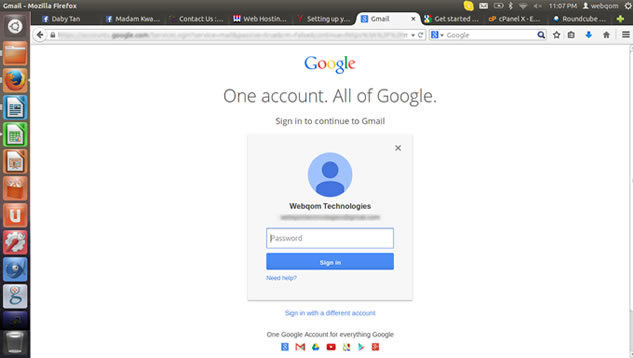 Gmail - Mozilla Firefox
11:07 PM
webqom
Daby Tan
Madam Kwa...
Contact Us :...
Web Hostin...
Setting up y...
Gmail
Get started ...
cPanel X - E...
Roundcube ...
Google
Google
One account. All of Google.
Sign in to continue to Gmail
Webqom Technologies
Password
Sign in
Need help?
Sign in with a different account
One Google Account for everything Google